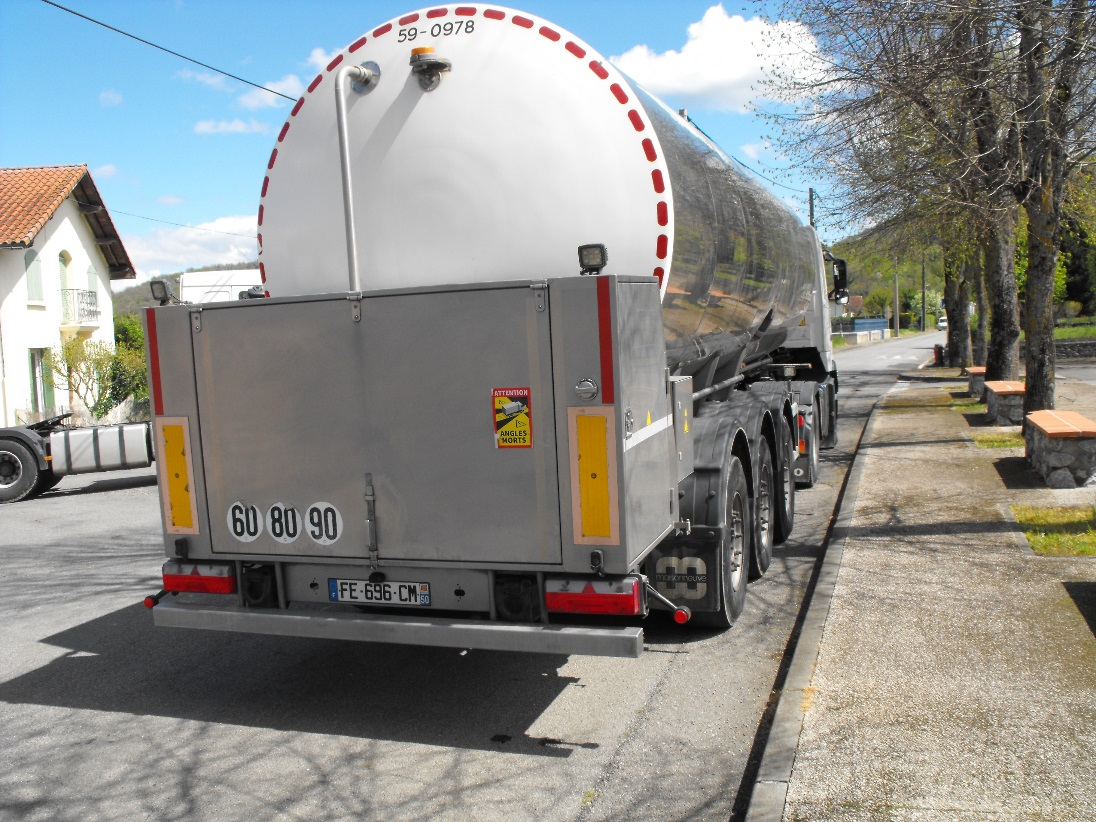 59-0978
ATTENTION
ANGLES
MORTS
60 80 90
F FE-696-CM 50